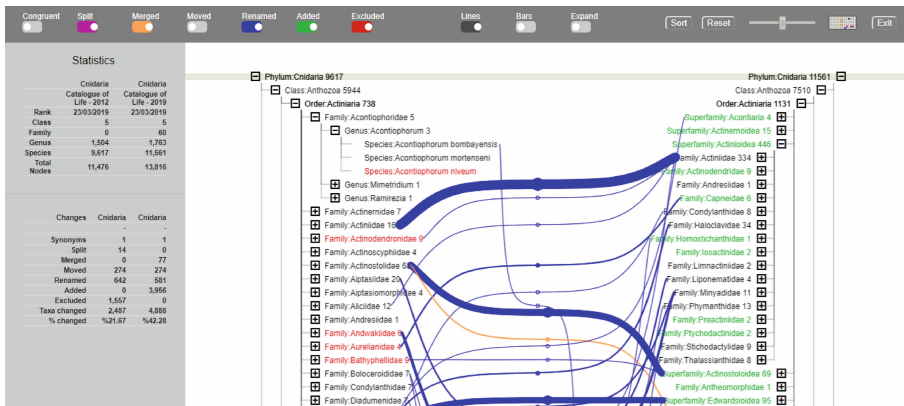 Congruent Split Merged Moved Renamed Added Excluded Lines Bars Expand Sort Reset Exit
Statistics
Cnidaria Cnidaria
Catalogue of Life - 2012 Catalogue of Life - 2019
Rank 23/03/2019 23/03/2019
Class 5 5
Family 0 60
Genus 1,504 1,763
Species 9,617 11,561
Total Nodes 11,476 13,816
Changes Cnidaria Cnidaria
- -
Synonyms 1 1
Split 14 0
Merged 0 77
Moved 274 274
Renamed 642 581
Added 0 3,956
Excluded 1,557 0
Taxa changed 2,487 4,888
% changed %21.67 %42.28
Phylum:Cnidaria 9617
Class:Anthozoa 5944
Order:Actiniaria 738
Family:Acontiophoridae 5
Genus:Acontiophorum 3
Species:Acontiophorum bombayensis
Species:Acontiophorum mortenseni
Species:Acontiophorum niveum
Genus:Mimetridium 1
Genus:Ramirezia 1
Family:Actinernidae 7
Family:Actiniidae
Family:Actinodendronidae 9
Family:Actinoscyphiidae 4
Family:Actinostolidae
Family:Aiptasiidae 20
Family:Aiptasiomorphidae 4
Family:Aliciidae 12
Family:Andresiidae 1
Family:Andwakiidae 6
Family:Aurelianidae 4
Family:Bathyphellidae 9
Family:Boloceroididae 7
Family:Condylanthidae 7
Family:Diadumenidae
Phylum:Cnidaria 11561
Class:Anthozoa 7510
Order:Actiniaria 1131
Superfamily:Acontiaria 4
Superfamily:Actinernoidea 15
Superfamily:Actinioidea 446
Family:Actiniidae 334
Family:Actinodendridae 9
Family:Andresiidae 1
Family:Capneidae 6
Family:Condylanthidae 8
Family:Haloclavidae 34
Family:Homostichanthidae 1
Family:Iosactinidae 2
Family:Limnactinidae 2
Family:Liponematidae 4
Family:Minyadidae 11
Family:Phymanthidae 13
Family:Preactiniidae 2
Family:Ptychodactinidae 2
Family:Stichodactylidae 9
Family:Thalassianthidae 8
Superfamily:Actinostoloidea 69
Family:Antheomorphidae 1
Superfamily:Edwardsioidea 95